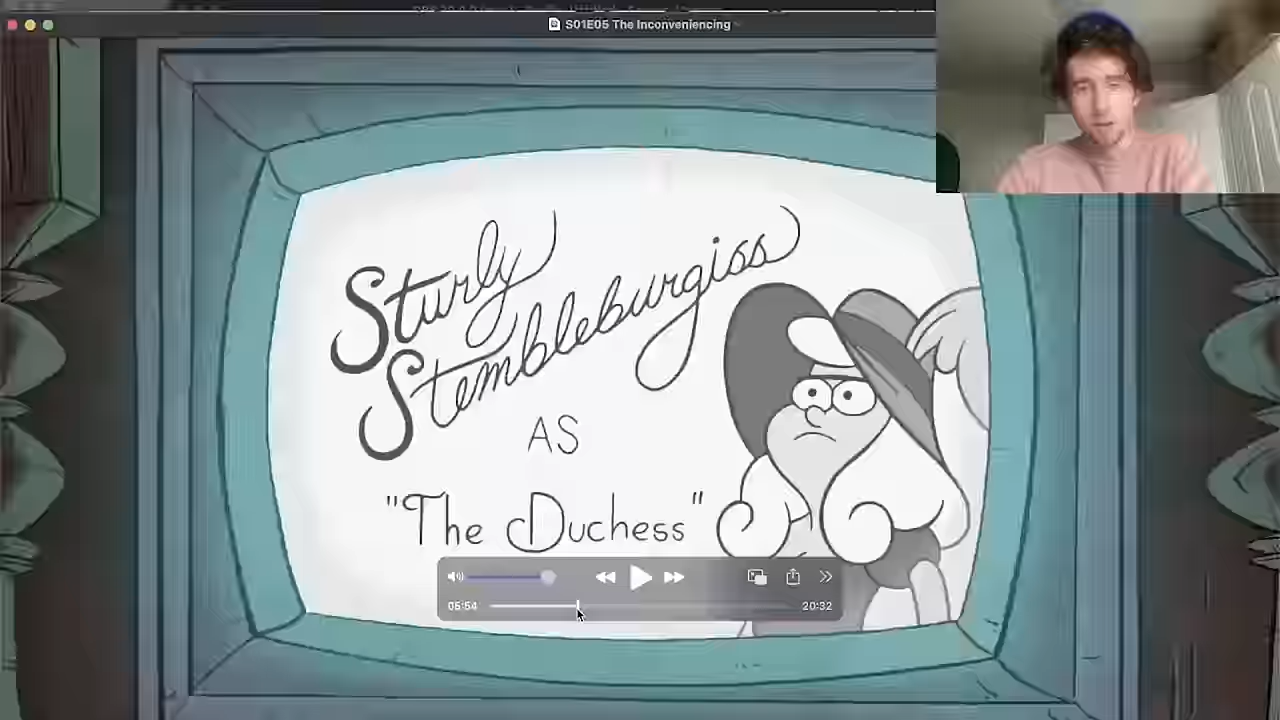 S01E05 The Inconveniencing
Sturly
Stembleburgiss
AS
"The Duchess"
05:54
20:32